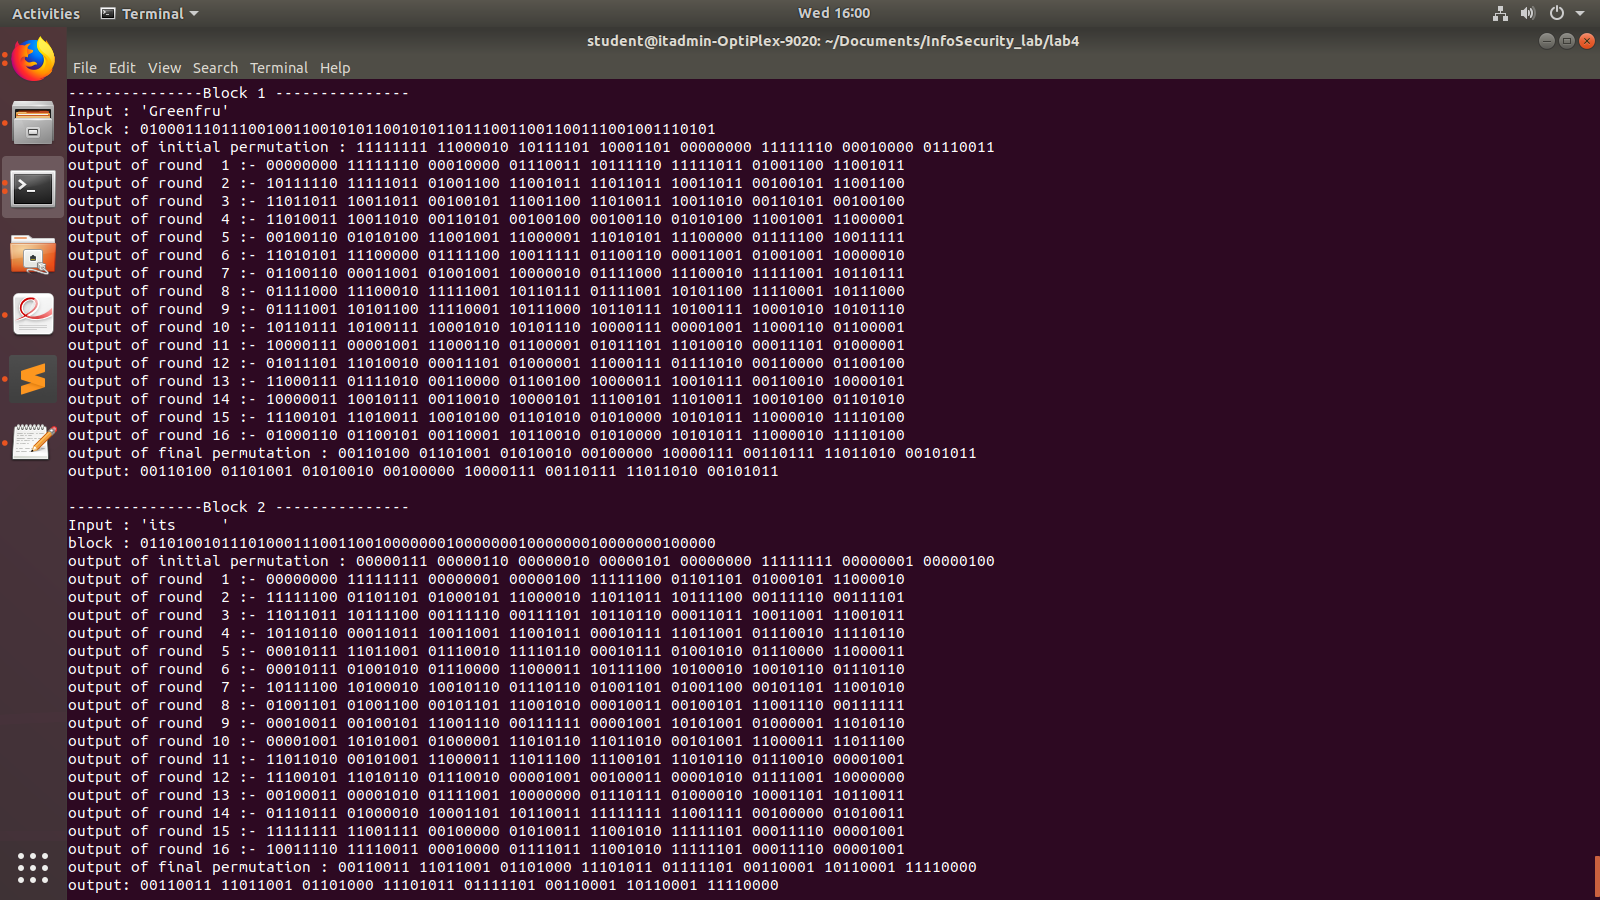 Activities Terminal Wed 16:00
student@itadmin-OptiPlex-9020: ~/Documents/InfoSecurity_lab/lab4
File Edit View Search Terminal Help
---------------Block 1 ---------------
Input : 'Greenfru'
block : 0100011101110010011001010110010101101110011001100111001001110101
output of initial permutation : 11111111 11000010 10111101 10001101 00000000 11111110 00010000 01110011
output of round  1 :- 00000000 11111110 00010000 01110011 10111110 11111011 01001100 11001011
output of round  2 :- 10111110 11111011 01001100 11001011 11011011 10011011 00100101 11001100
output of round  3 :- 11011011 10011011 00100101 11001100 11010011 10011010 00110101 00100100
output of round  4 :- 11010011 10011010 00110101 00100100 00100110 01010100 11001001 11000001
output of round  5 :- 00100110 01010100 11001001 11000001 11010101 11100000 01111100 10011111
output of round  6 :- 11010101 11100000 01111100 10011111 01100110 00011001 01001001 10000010
output of round  7 :- 01100110 00011001 01001001 10000010 01111000 11100010 11111001 10110111
output of round  8 :- 01111000 11100010 11111001 10110111 01111001 10101100 11110001 10111000
output of round  9 :- 01111001 10101100 11110001 10111000 10110111 10100111 10001010 10101110
output of round 10 :- 10110111 10100111 10001010 10101110 10000111 00001001 11000110 01100001
output of round 11 :- 10000111 00001001 11000110 01100001 01011101 11010010 00011101 01000001
output of round 12 :- 01011101 11010010 00011101 01000001 11000111 01111010 00110000 01100100
output of round 13 :- 11000111 01111010 00110000 01100100 10000011 10010111 00110010 10000101
output of round 14 :- 10000011 10010111 00110010 10000101 11100101 11010011 10010100 01101010
output of round 15 :- 11100101 11010011 10010100 01101010 01010000 10101011 11000010 11110100
output of round 16 :- 01000110 01100101 00110001 10110010 01010000 10101011 11000010 11110100
output of final permutation : 00110100 01101001 01010010 00100000 10000111 00110111 11011010 00101011
output: 00110100 01101001 01010010 00100000 10000111 00110111 11011010 00101011
---------------Block 2 ---------------
Input : 'its     '
block : 0110100101110100011100110010000000100000001000000010000000100000
output of initial permutation : 00000111 00000110 00000010 00000101 00000000 11111111 00000001 00000100
output of round  1 :- 00000000 11111111 00000001 00000100 11111100 01101101 01000101 11000010
output of round  2 :- 11111100 01101101 01000101 11000010 11011011 10111100 00111110 00111101
output of round  3 :- 11011011 10111100 00111110 00111101 10110110 00011011 10011001 11001011
output of round  4 :- 10110110 00011011 10011001 11001011 00010111 11011001 01110010 11110110
output of round  5 :- 00010111 11011001 01110010 11110110 00010111 01001010 01110000 11000011
output of round  6 :- 00010111 01001010 01110000 11000011 10111100 10100010 10010110 01110110
output of round  7 :- 10111100 10100010 10010110 01110110 01001101 01001100 00101101 11001010
output of round  8 :- 01001101 01001100 00101101 11001010 00010011 00100101 11001110 00111111
output of round  9 :- 00010011 00100101 11001110 00111111 00001001 10101001 01000001 11010110
output of round 10 :- 00001001 10101001 01000001 11010110 11011010 00101001 11000011 11011100
output of round 11 :- 11011010 00101001 11000011 11011100 11100101 11010110 01110010 00001001
output of round 12 :- 11100101 11010110 01110010 00001001 00100011 00001010 01111001 10000000
output of round 13 :- 00100011 00001010 01111001 10000000 01110111 01000010 10001101 10110011
output of round 14 :- 01110111 01000010 10001101 10110011 11111111 11001111 00100000 01010011
output of round 15 :- 11111111 11001111 00100000 01010011 11001010 11111101 00011110 00001001
output of round 16 :- 10011110 11110011 00010000 01111011 11001010 11111101 00011110 00001001
output of final permutation : 00110011 11011001 01101000 11101011 01111101 00110001 10110001 11110000
output: 00110011 11011001 01101000 11101011 01111101 00110001 10110001 11110000